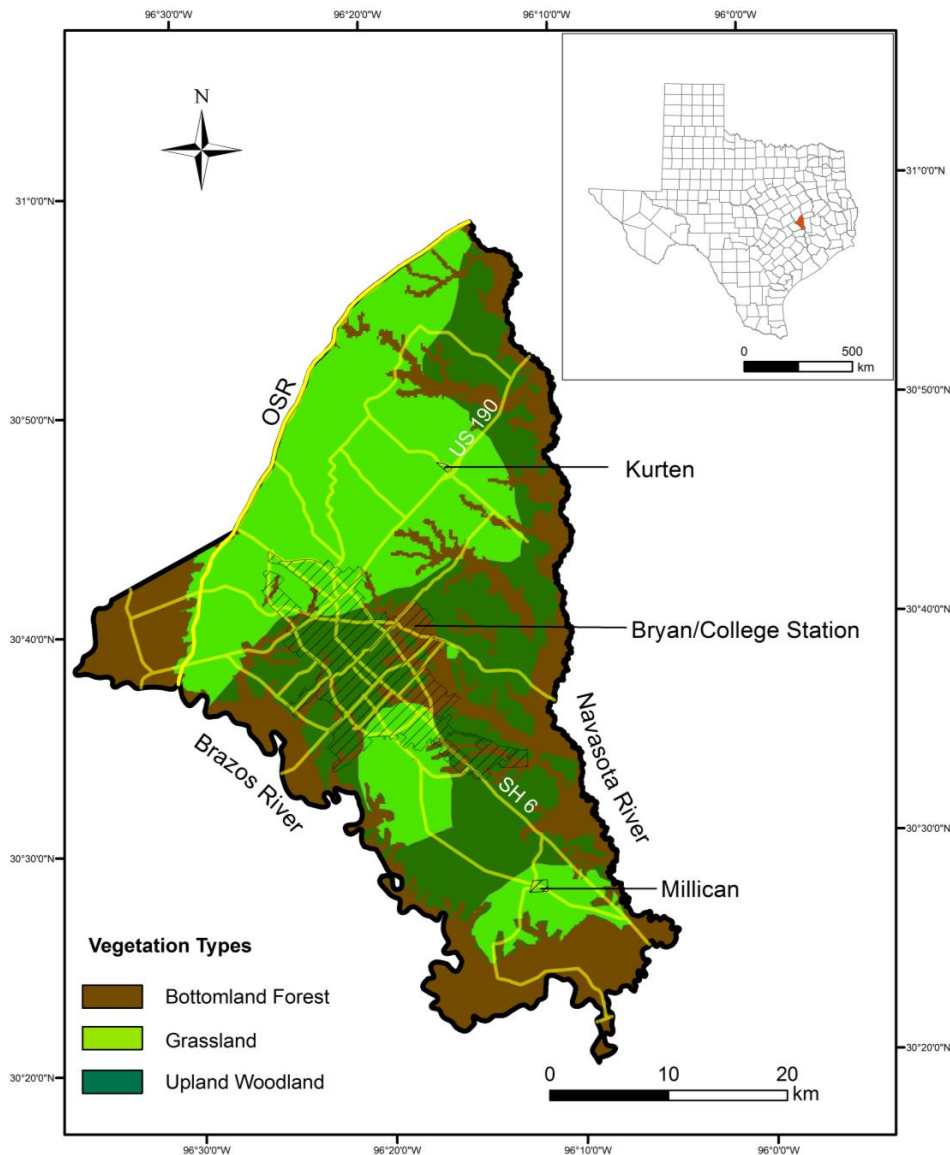 96°30'0"W
96°20'0"W
96°10'0"W
96°0'0"W
N
31°0'0"N
31°0'0"N
0
500
km
OSR
US 190
30°50'0"N
30°50'0"N
Kurten
30°40'0"N
30°40'0"N
Bryan/College Station
Brazos River
Navasota River
SH 6
30°30'0"N
30°30'0"N
Millican
Vegetation Types
Bottomland Forest
Grassland
Upland Woodland
30°20'0"N
30°20'0"N
0
10
20
km
96°30'0"W
96°20'0"W
96°10'0"W
96°0'0"W